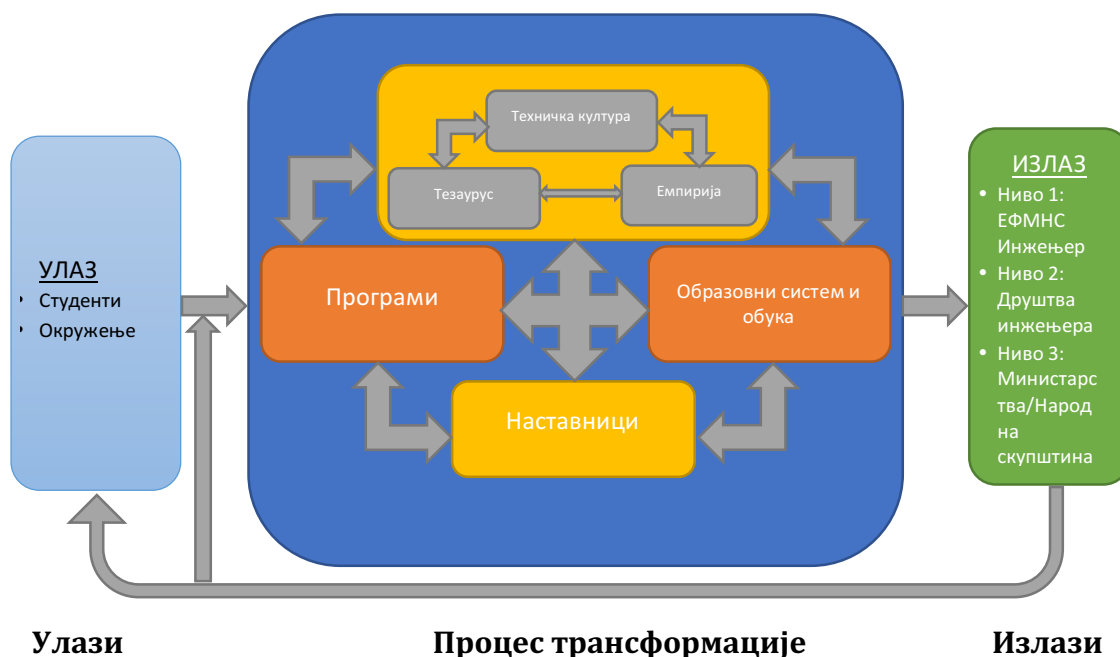 УЛАЗ
• Студенти
• Окружење
Техничка култура
Тезаурус
Емпирија
Програми
Образовни систем и
обука
Наставници
ИЗЛАЗ
• Ниво 1:
ЕФМНС
Инжењер
• Ниво 2:
Друштва
инжењера
• Ниво 3:
Министарс
тва/Народ
на
скупштина
Улази
Процес трансформације
Излази